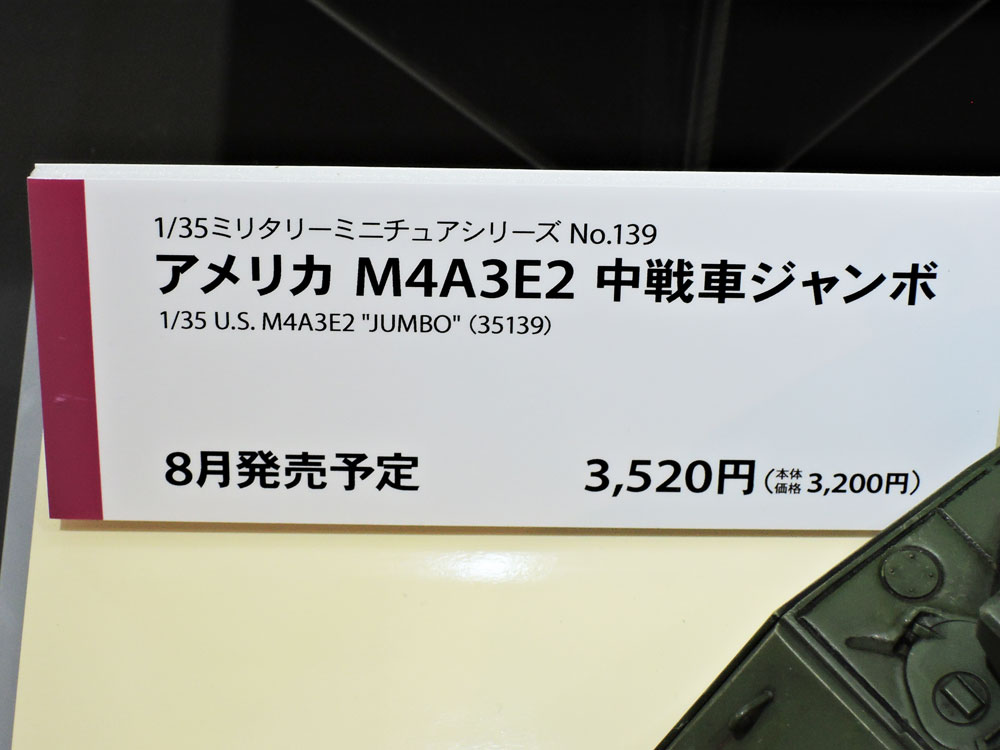 1/35ミリタリーミニチュアシリーズ No.139
アメリカ M4A3E2 中戦車ジャンボ
1/35 U.S. M4A3E2 "JUMBO" (35139)
8月発売予定 3,520円(本体価格 3,200円)